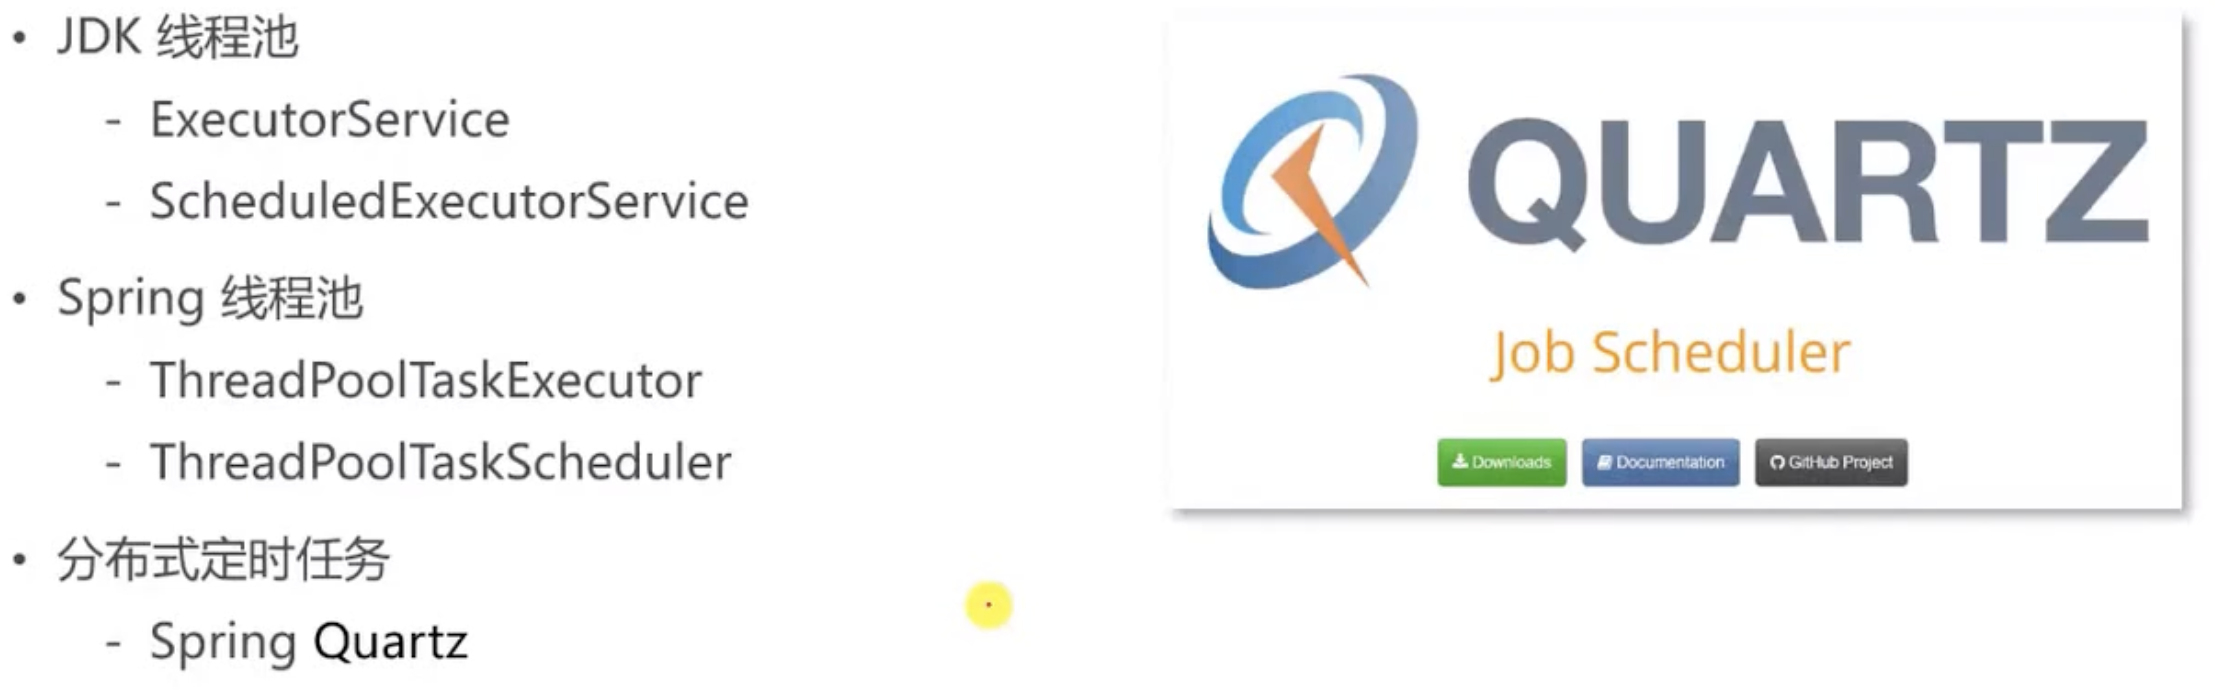 • JDK 线程池
- ExecutorService
- ScheduledExecutorService
• Spring 线程池
- ThreadPoolTaskExecutor
- ThreadPoolTaskScheduler
• 分布式定时任务
- Spring Quartz
QUARTZ
Job Scheduler
Downloads Documentation GitHub Project